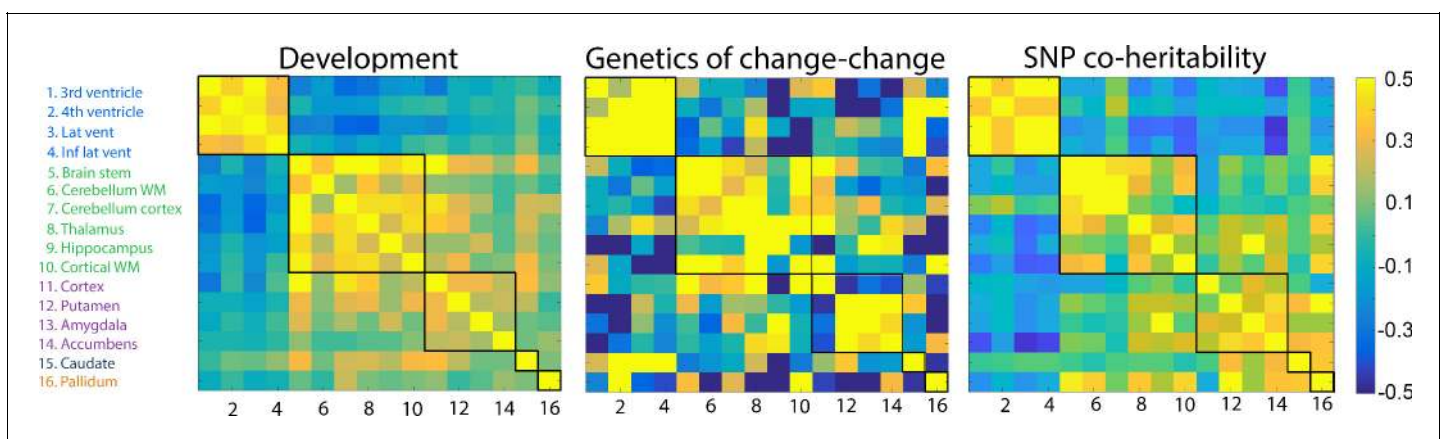 Development
Genetics of change-change
SNP co-heritability
1. 3rd ventricle
2. 4th ventricle
3. Lat vent
4. Inf lat vent
5. Brain stem
6. Cerebellum WM
7. Cerebellum cortex
8. Thalamus
9. Hippocampus
10. Cortical WM
11. Cortex
12. Putamen
13. Amygdala
14. Accumbens
15. Caudate
16. Pallidum
2 4 6 8 10 12 14 16
2 4 6 8 10 12 14 16
2 4 6 8 10 12 14 16
0.5
0.3
0.1
-0.1
-0.3
-0.5